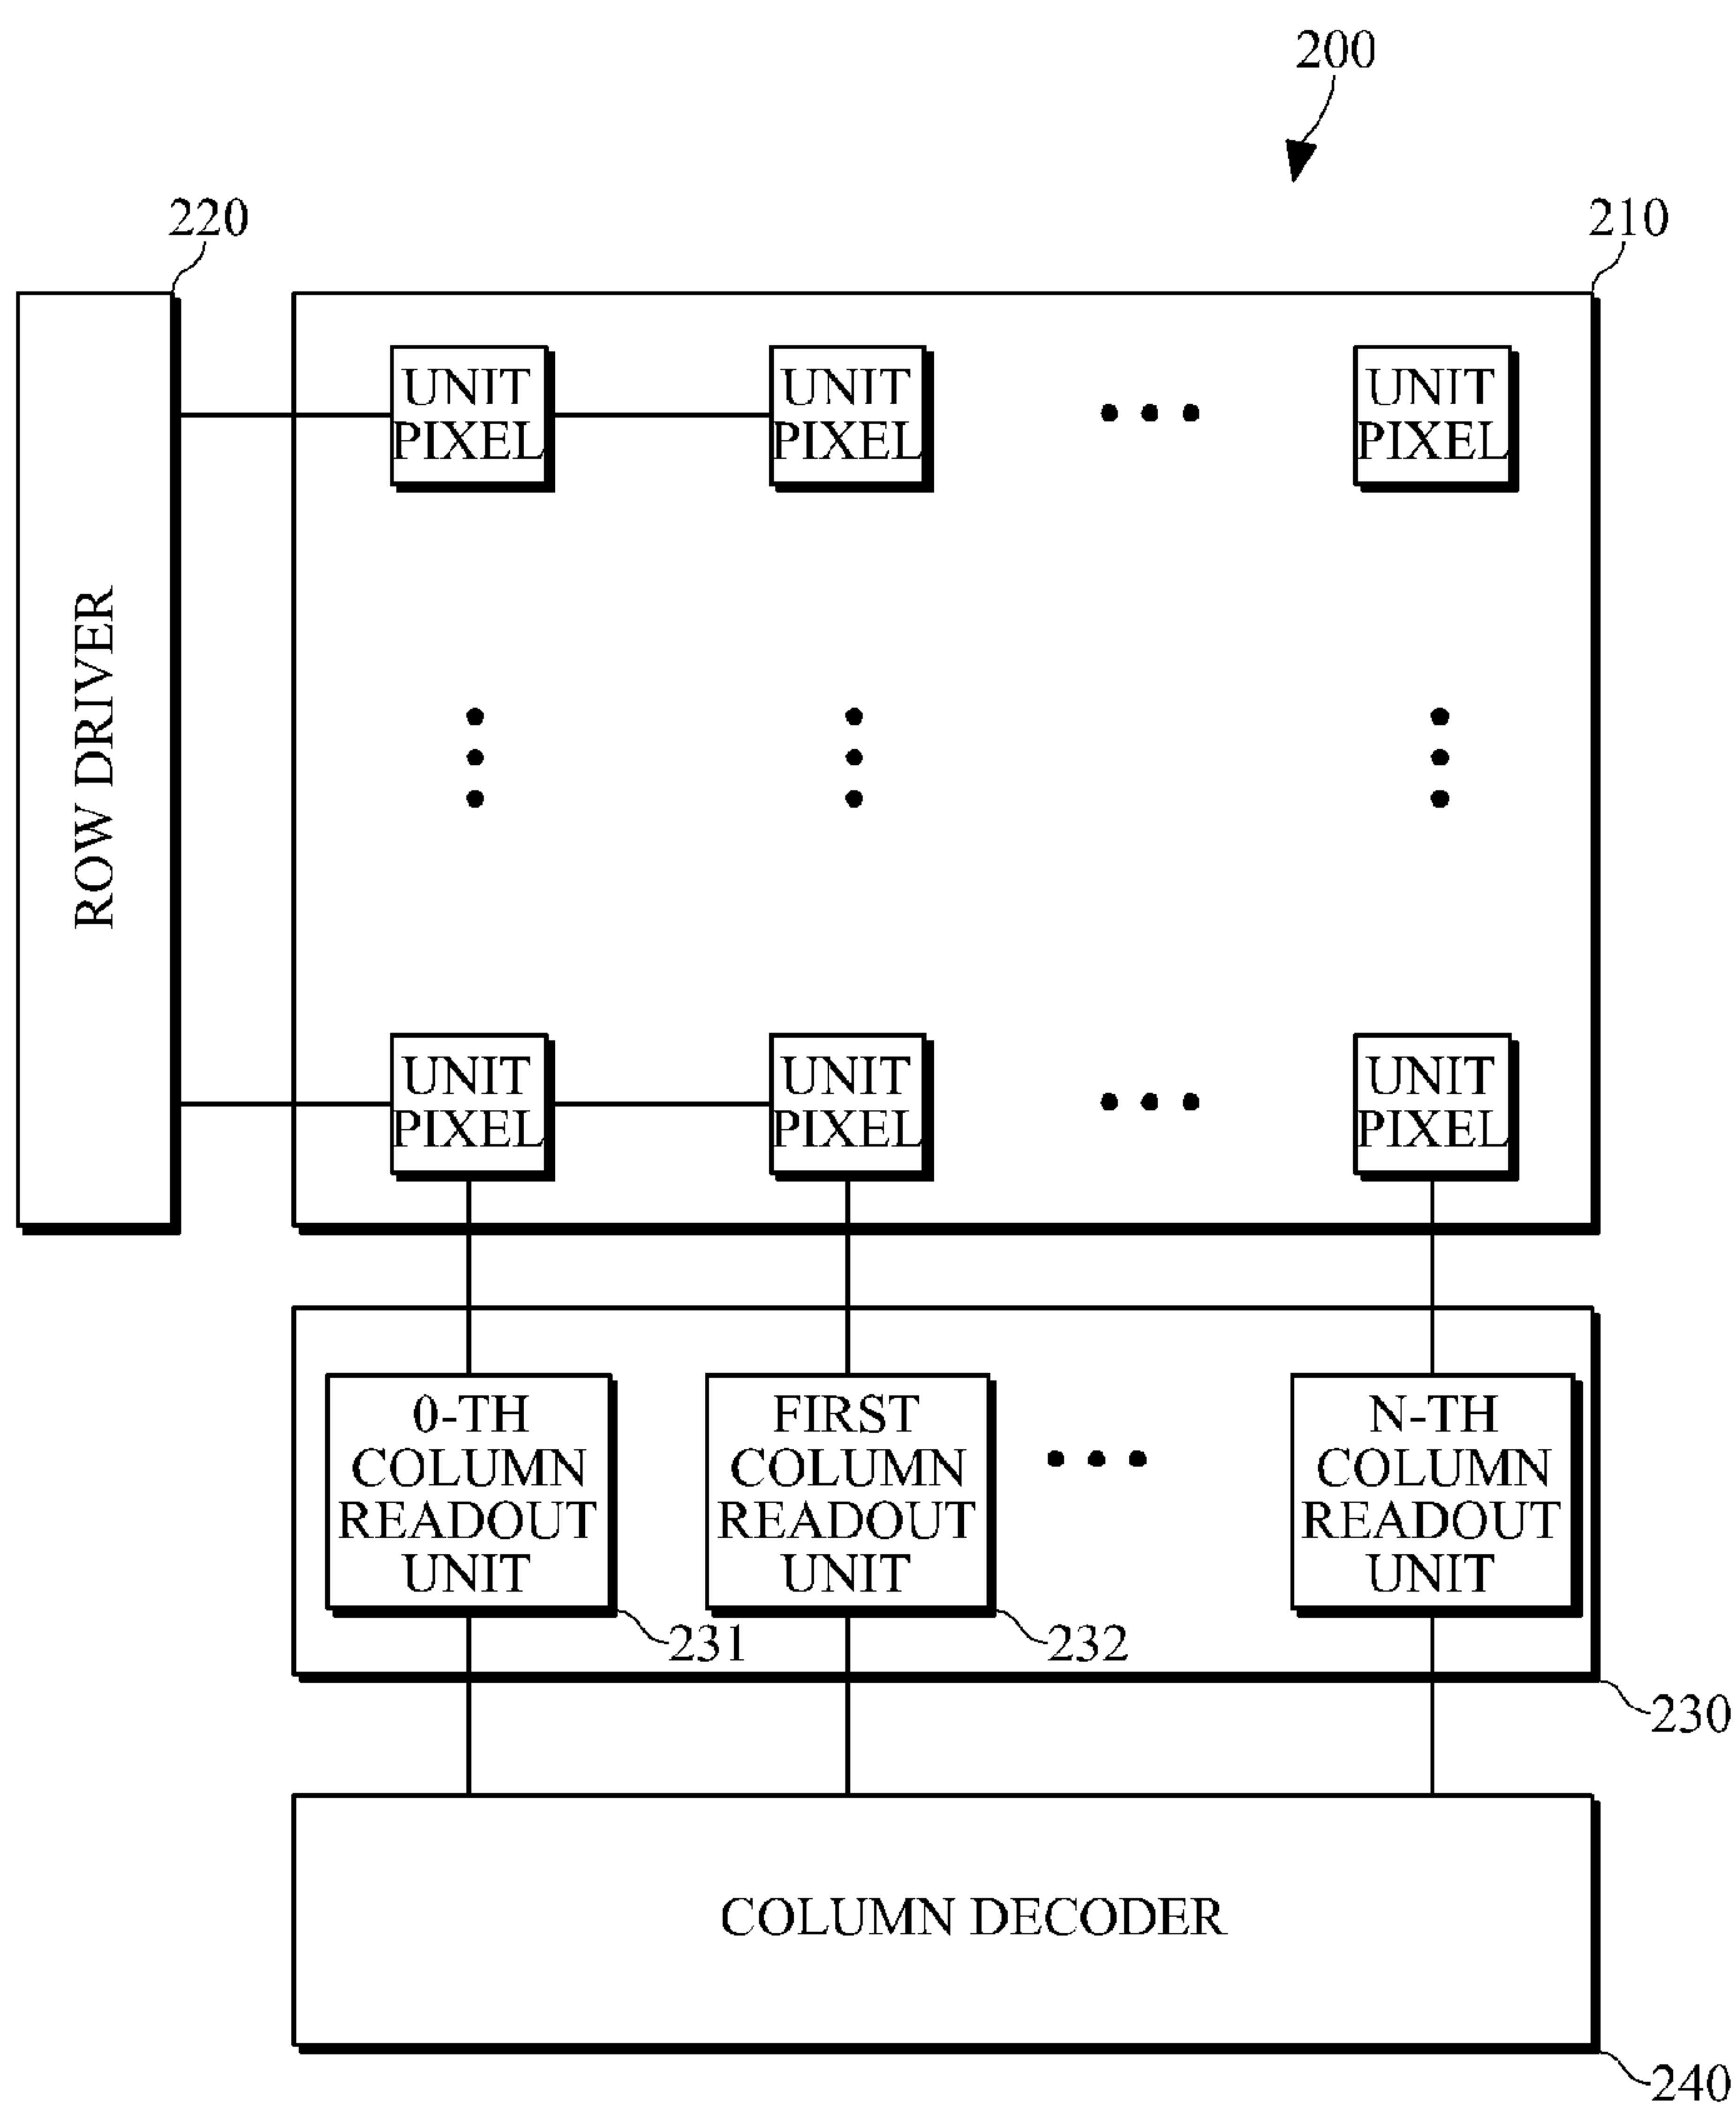 200
220
210
UNIT
PIXEL
UNIT
PIXEL
UNIT
PIXEL
ROW DRIVER
UNIT
PIXEL
UNIT
PIXEL
UNIT
PIXEL
0-TH
COLUMN
READOUT
UNIT
FIRST
COLUMN
READOUT
UNIT
N-TH
COLUMN
READOUT
UNIT
231
232
230
COLUMN DECODER
240